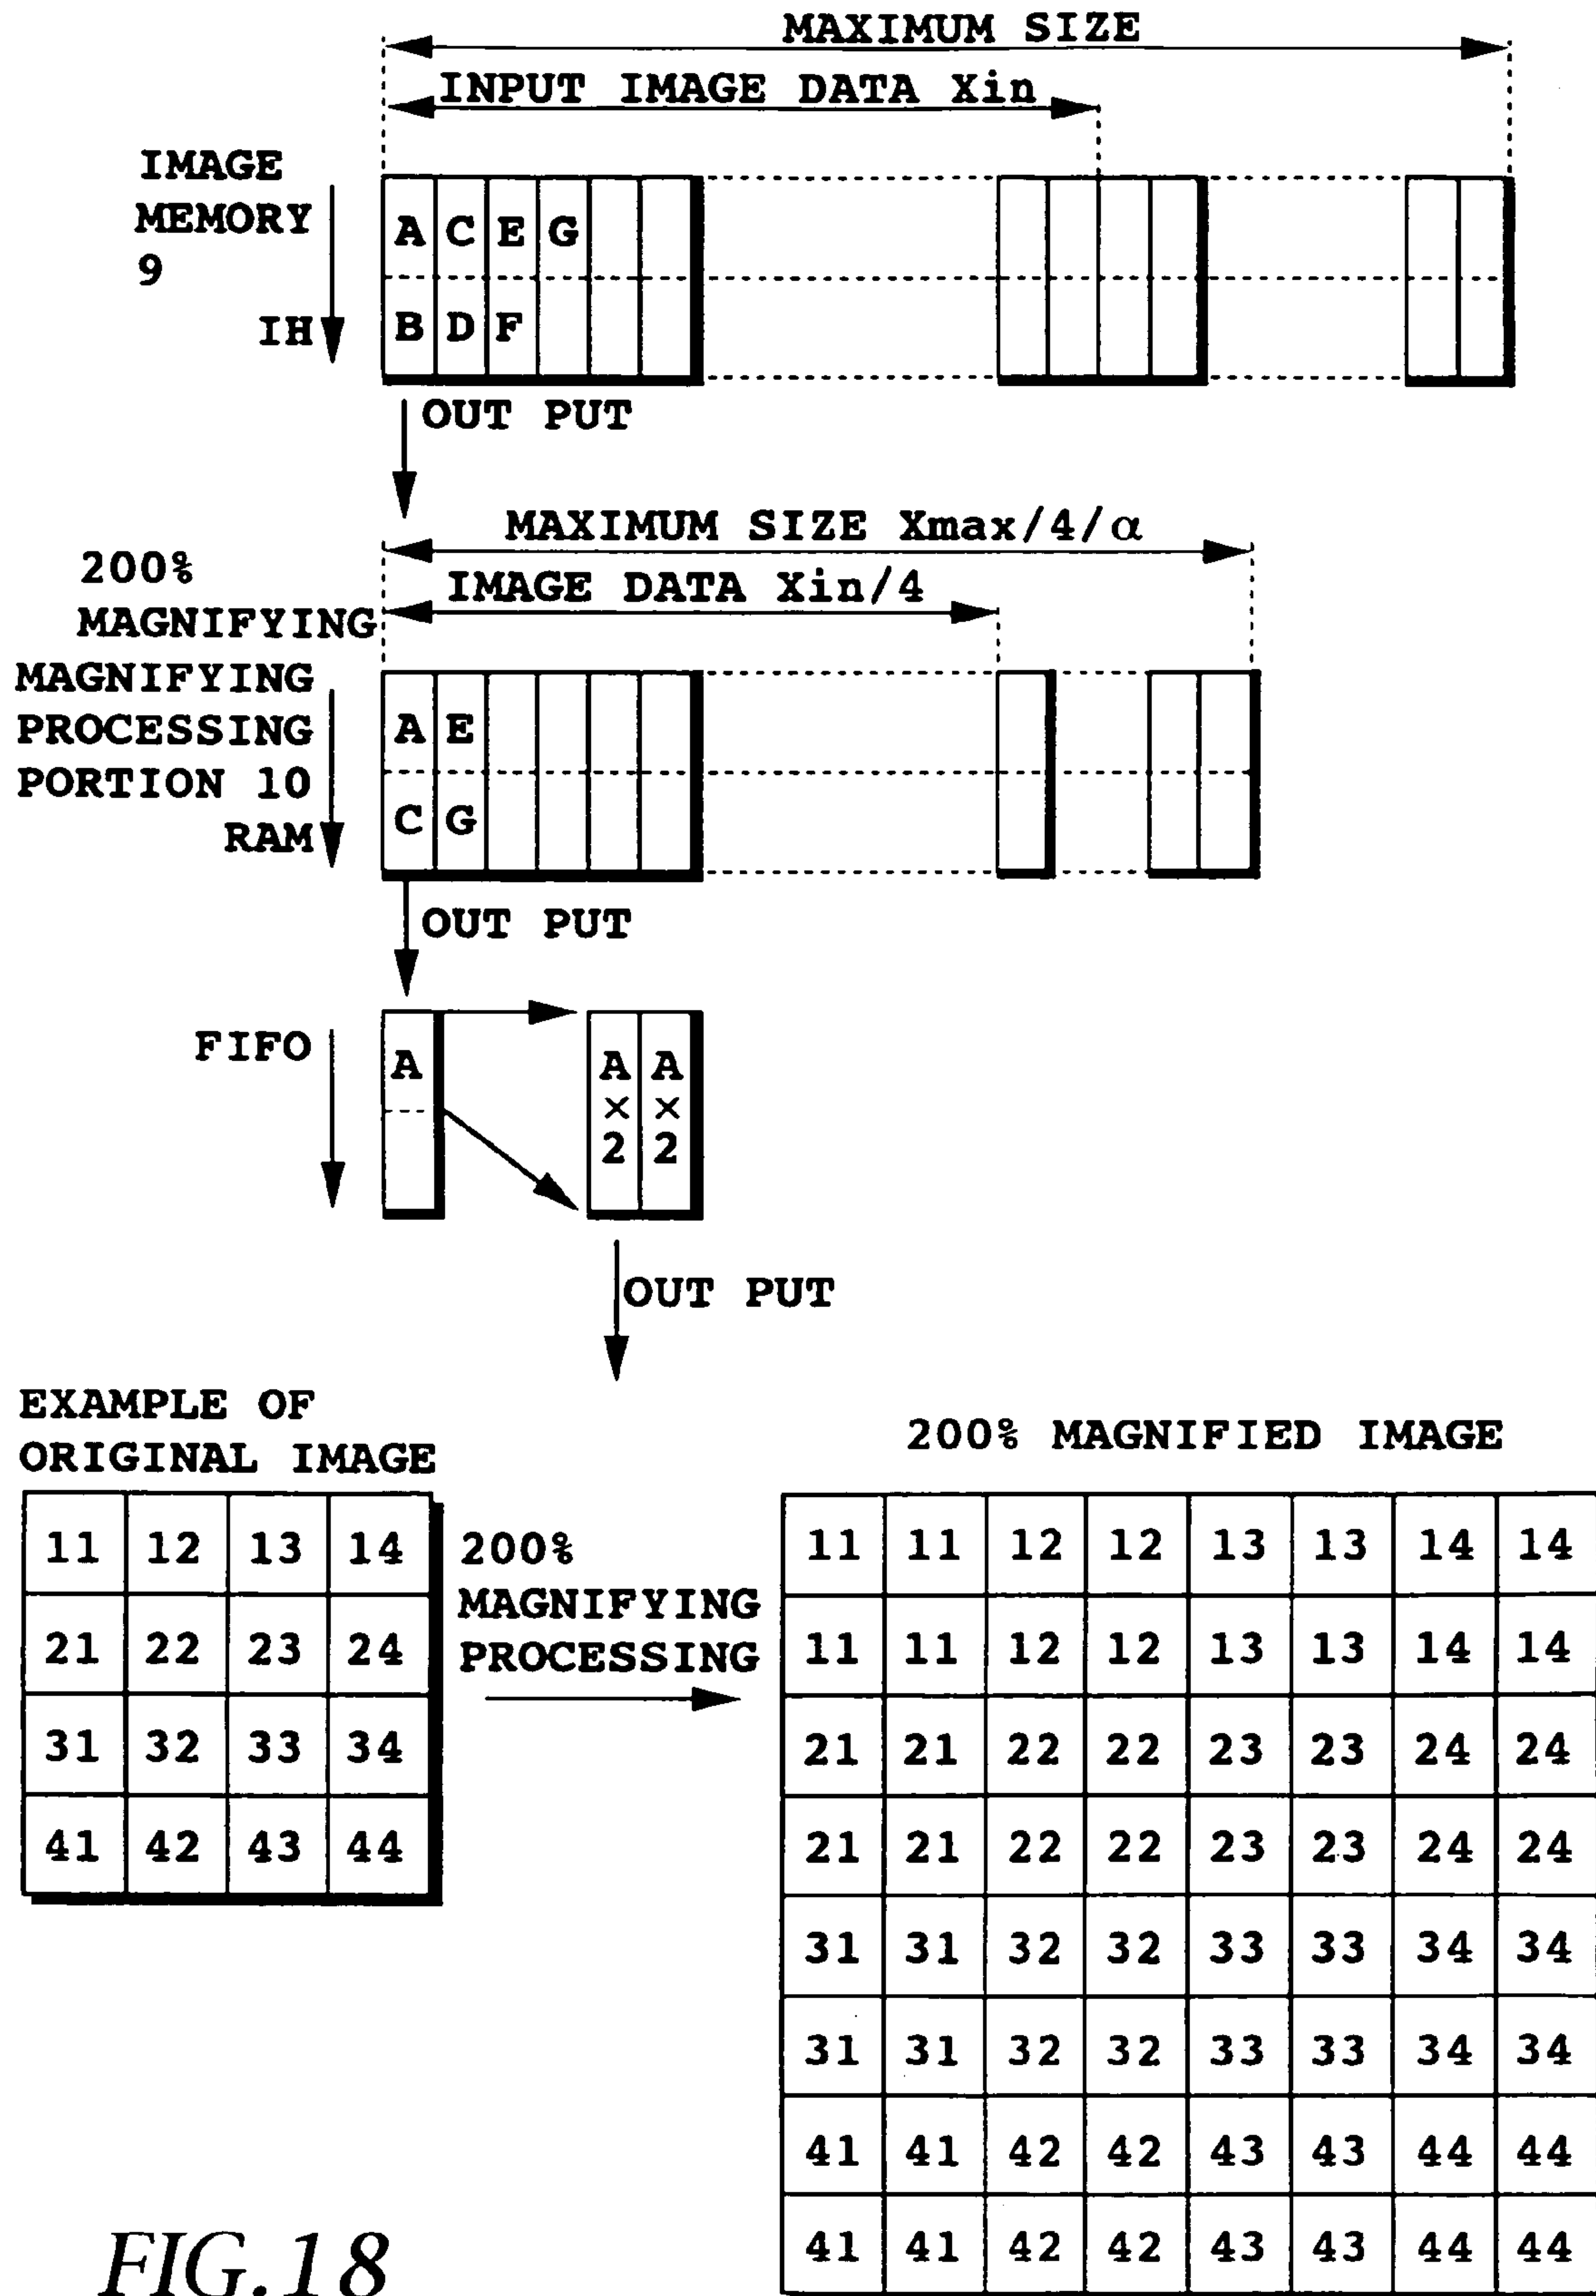 MAXIMUM SIZE
INPUT IMAGE DATA Xin
IMAGE
MEMORY
9
IH
A C E G
B D F
OUT PUT
MAXIMUM SIZE Xmax/4/α
IMAGE DATA Xin/4
200%
MAGNIFYING
MAGNIFYING
PROCESSING
PORTION 10
RAM
A E
C G
OUT PUT
FIFO
A
A A
× ×
2 2
OUT PUT
EXAMPLE OF
ORIGINAL IMAGE
11 12 13 14
21 22 23 24
31 32 33 34
41 42 43 44
200%
MAGNIFYING
PROCESSING
200% MAGNIFIED IMAGE
11 11 12 12 13 13 14 14
11 11 12 12 13 13 14 14
21 21 22 22 23 23 24 24
21 21 22 22 23 23 24 24
31 31 32 32 33 33 34 34
31 31 32 32 33 33 34 34
41 41 42 42 43 43 44 44
41 41 42 42 43 43 44 44
FIG.18